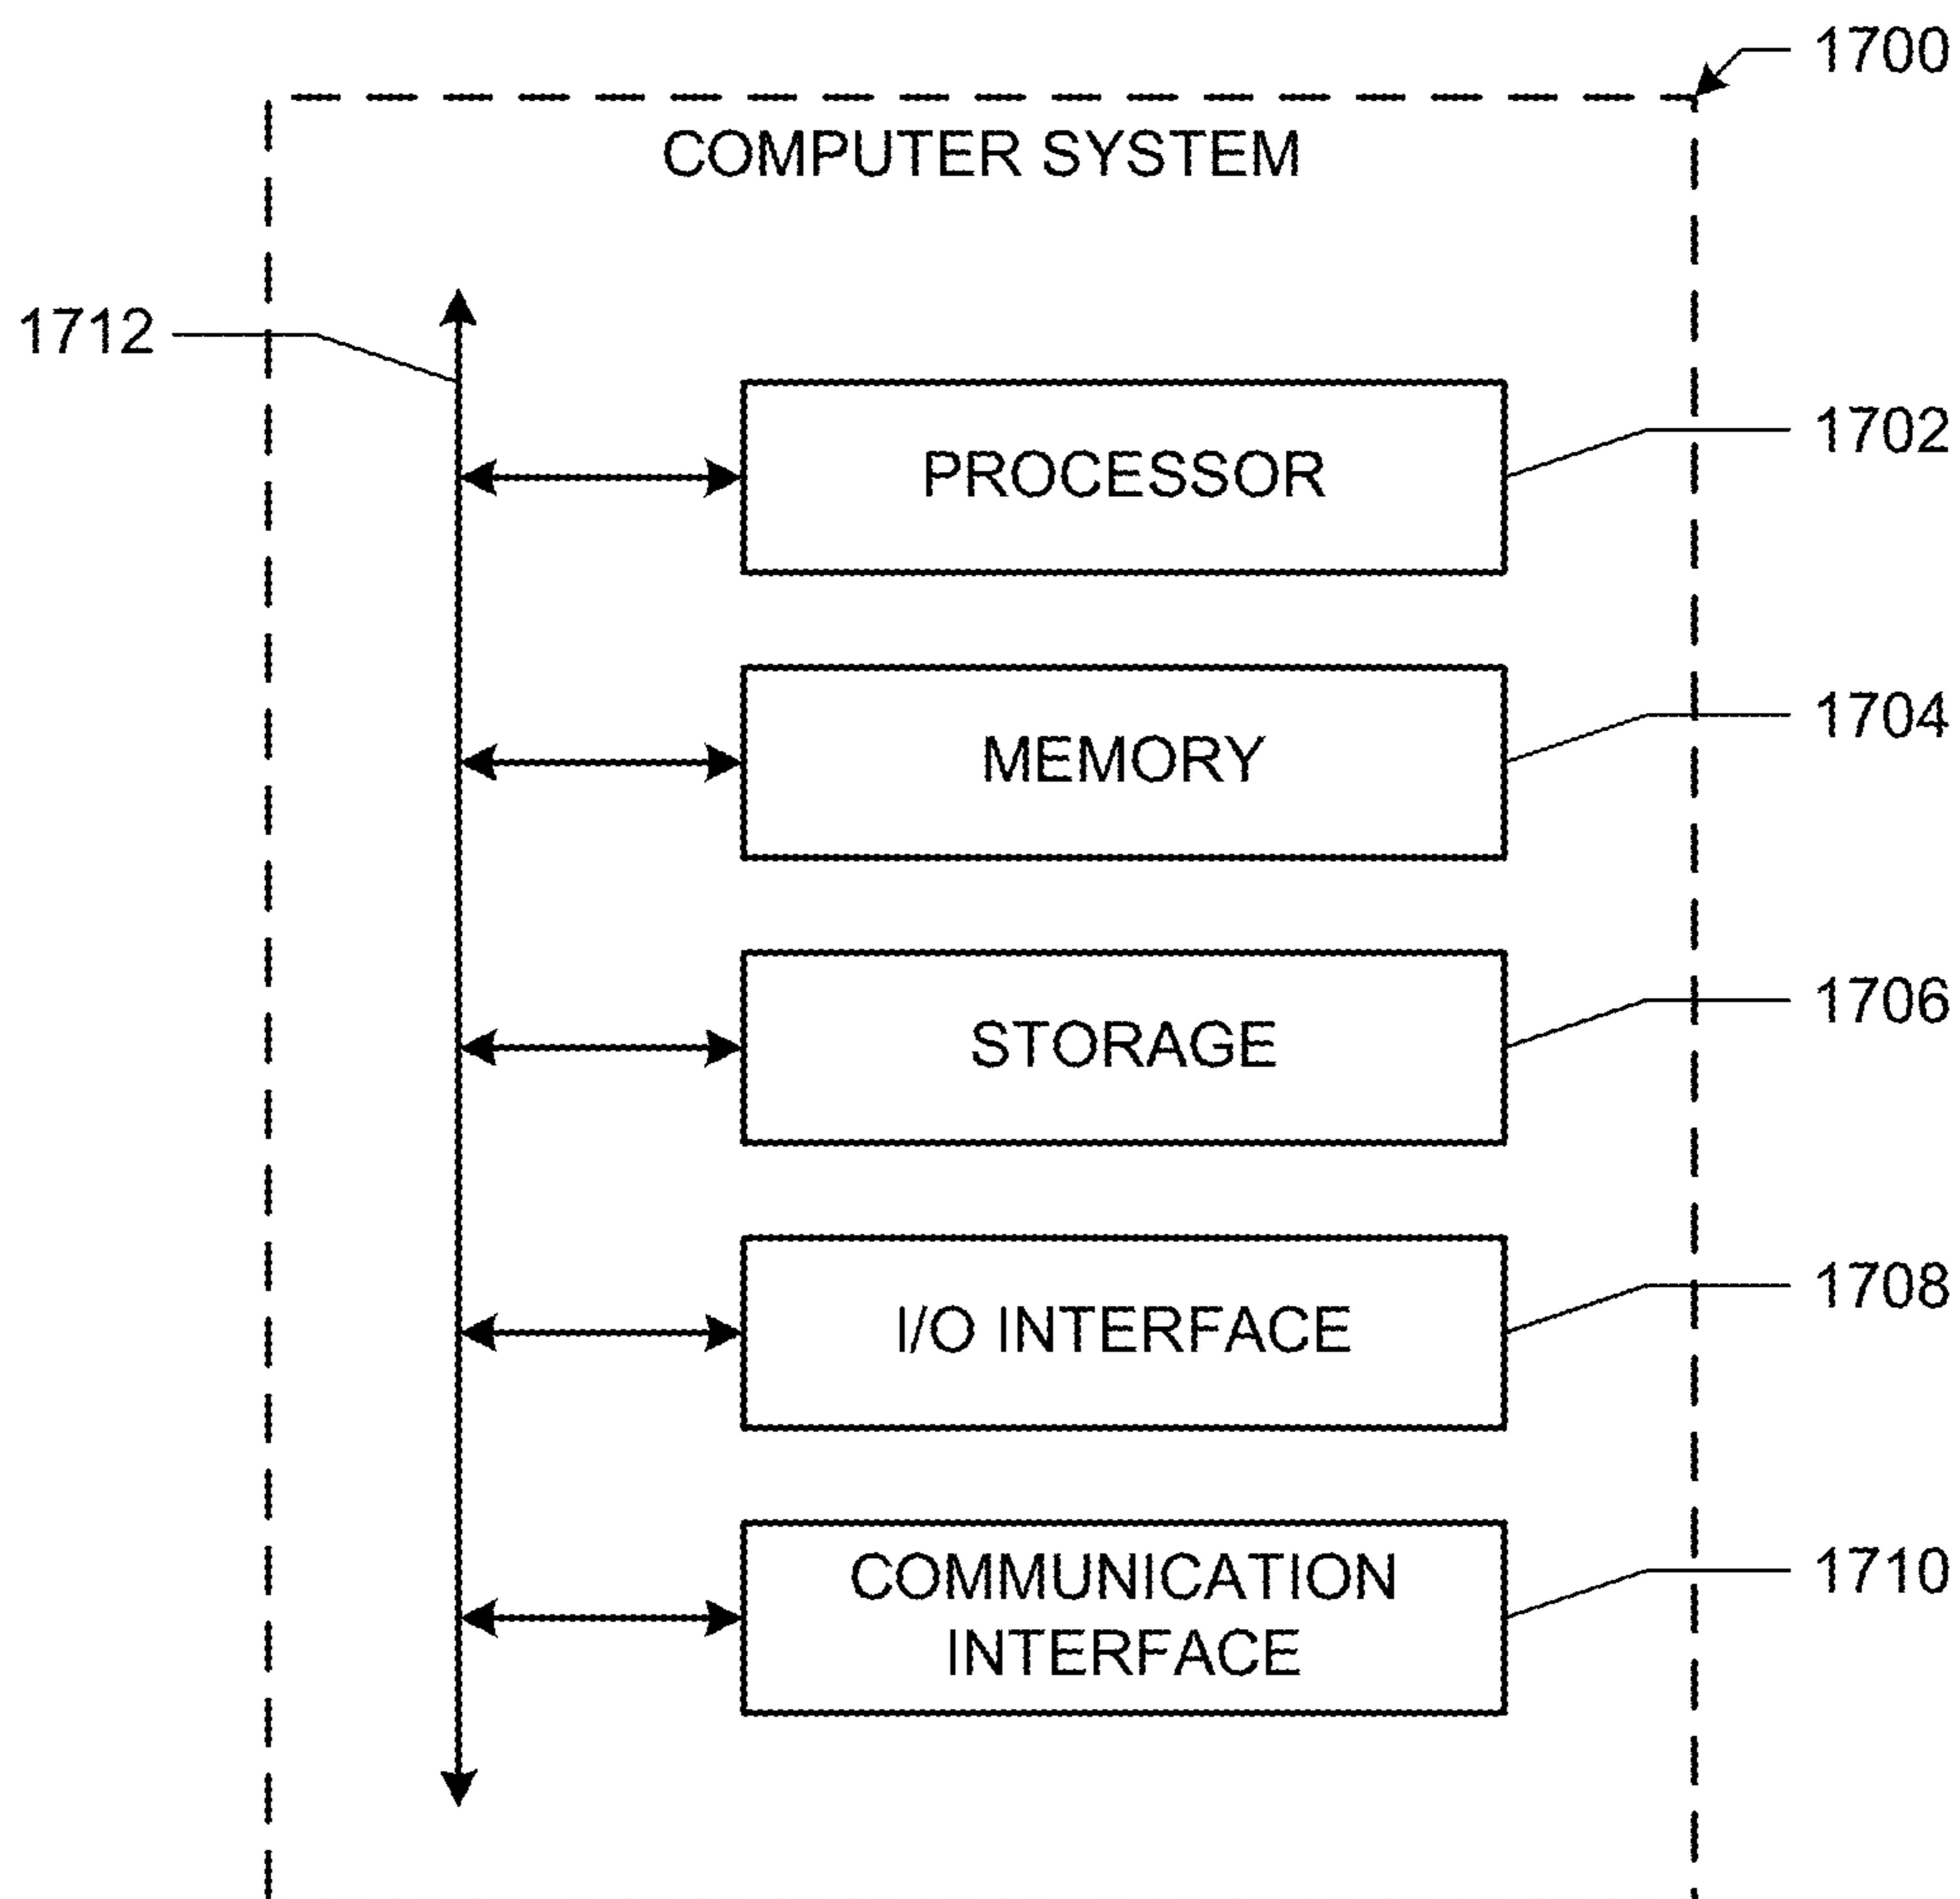 1700
COMPUTER SYSTEM
1712
PROCESSOR
1702
MEMORY
1704
STORAGE
1706
I/O INTERFACE
1708
COMMUNICATION
INTERFACE
1710